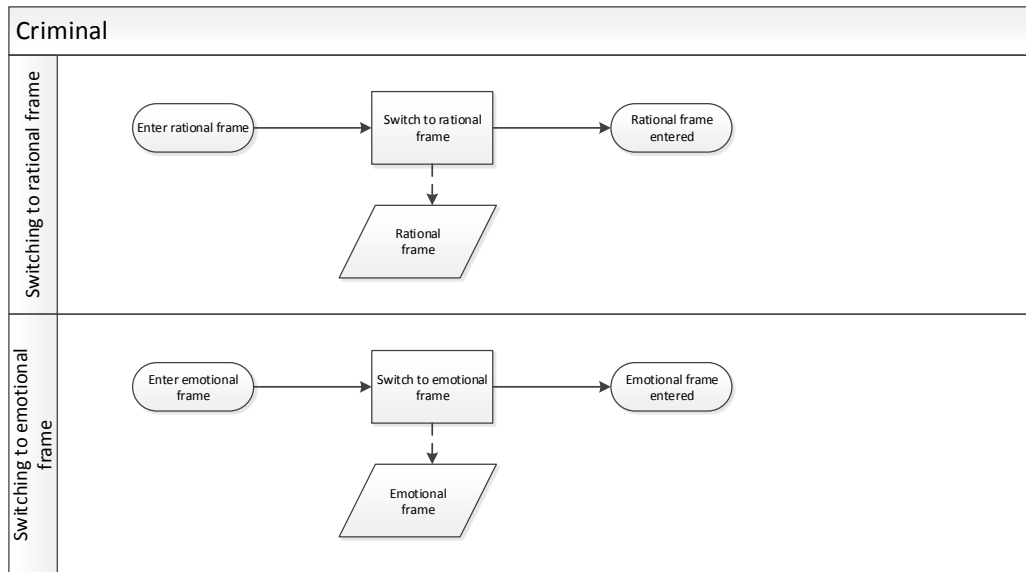 Criminal
Switching to rational frame
Enter rational frame
Switch to rational
frame
Rational frame
entered
Rational
frame
Switching to emotional
frame
Enter emotional
frame
Switch to emotional
frame
Emotional frame
entered
Emotional
frame